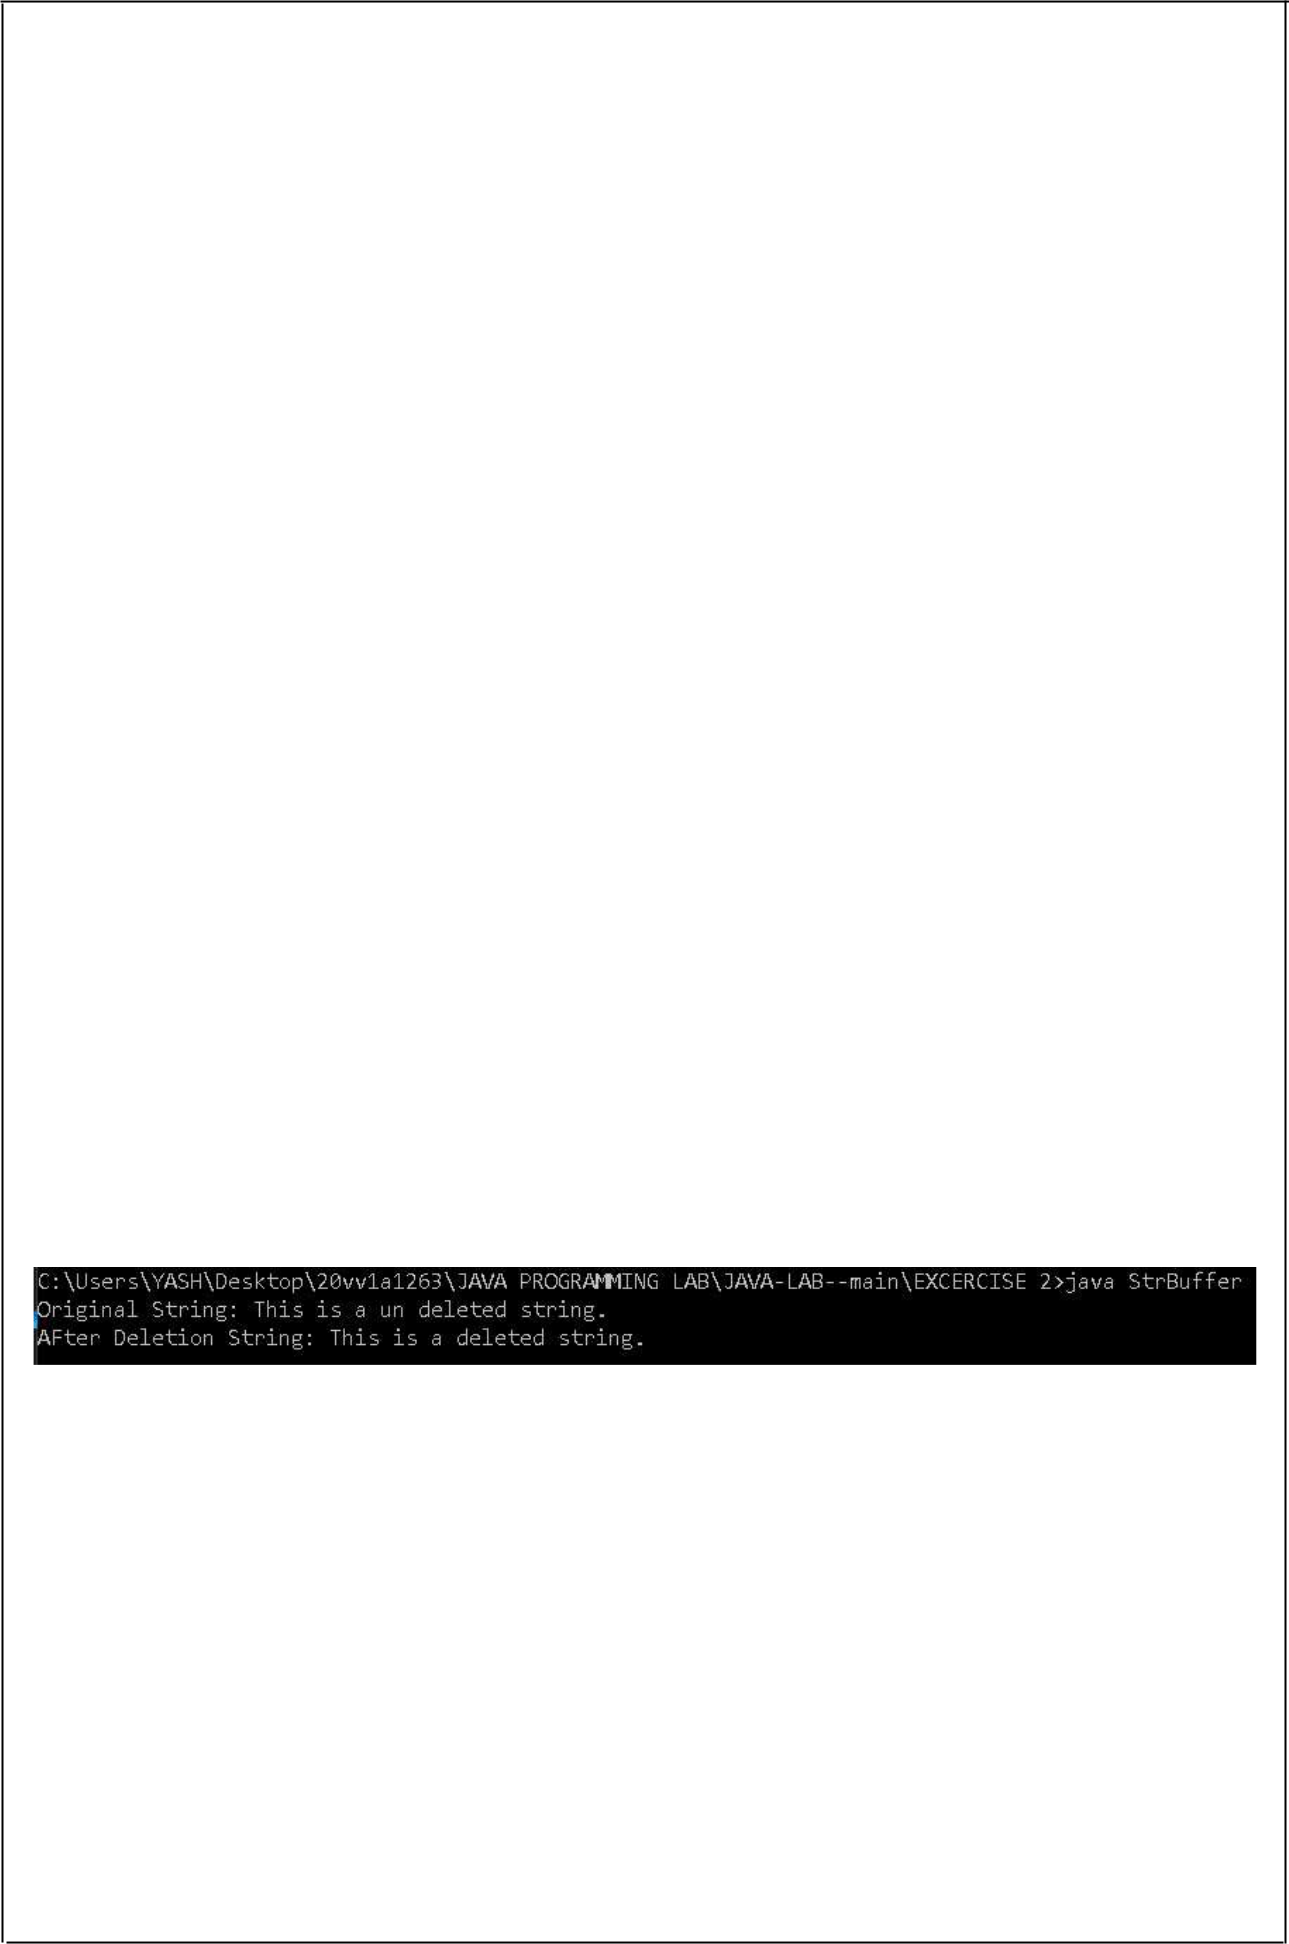 C:\Users\YASH\Desktop\20vv1a1263\JAVA PROGRAMMING LAB\JAVA-LAB--main\EXCERCISE 2>java StrBuffer
Original String: This is a un deleted string.
AFter Deletion String: This is a deleted string.